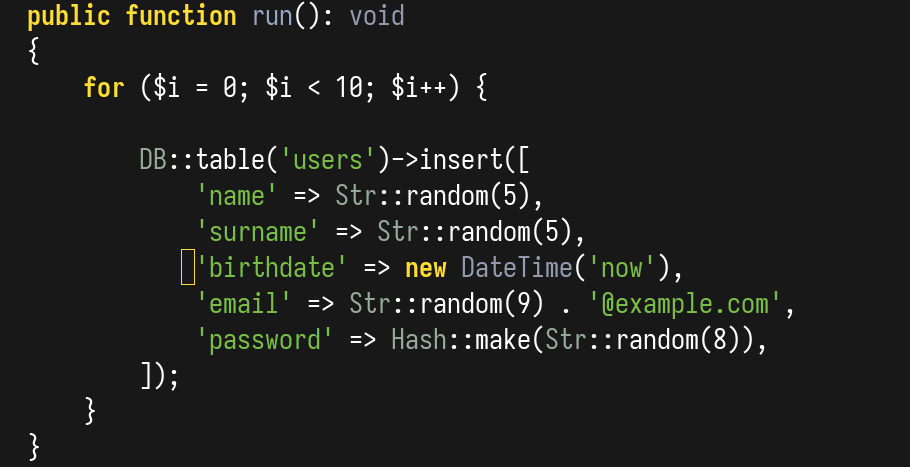 public function run(): void
{
    for ($i = 0; $i < 10; $i++) {

        DB::table('users')->insert([
            'name' => Str::random(5),
            'surname' => Str::random(5),
            'birthdate' => new DateTime('now'),
            'email' => Str::random(9) . '@example.com',
            'password' => Hash::make(Str::random(8)),
        ]);
    }
}